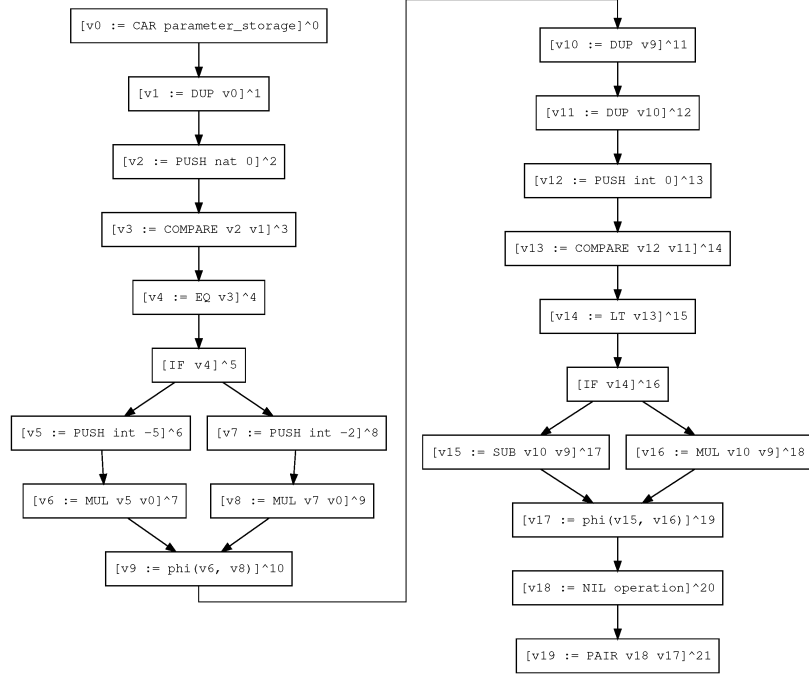 [v0 := CAR parameter_storage]^0
[v1 := DUP v0]^1
[v2 := PUSH nat 0]^2
[v3 := COMPARE v2 v1]^3
[v4 := EQ v3]^4
[IF v4]^5
[v5 := PUSH int -5]^6
[v7 := PUSH int -2]^8
[v6 := MUL v5 v0]^7
[v8 := MUL v7 v0]^9
[v9 := phi(v6, v8)]^10
[v10 := DUP v9]^11
[v11 := DUP v10]^12
[v12 := PUSH int 0]^13
[v13 := COMPARE v12 v11]^14
[v14 := LT v13]^15
[IF v14]^16
[v15 := SUB v10 v9]^17
[v16 := MUL v10 v9]^18
[v17 := phi(v15, v16)]^19
[v18 := NIL operation]^20
[v19 := PAIR v18 v17]^21